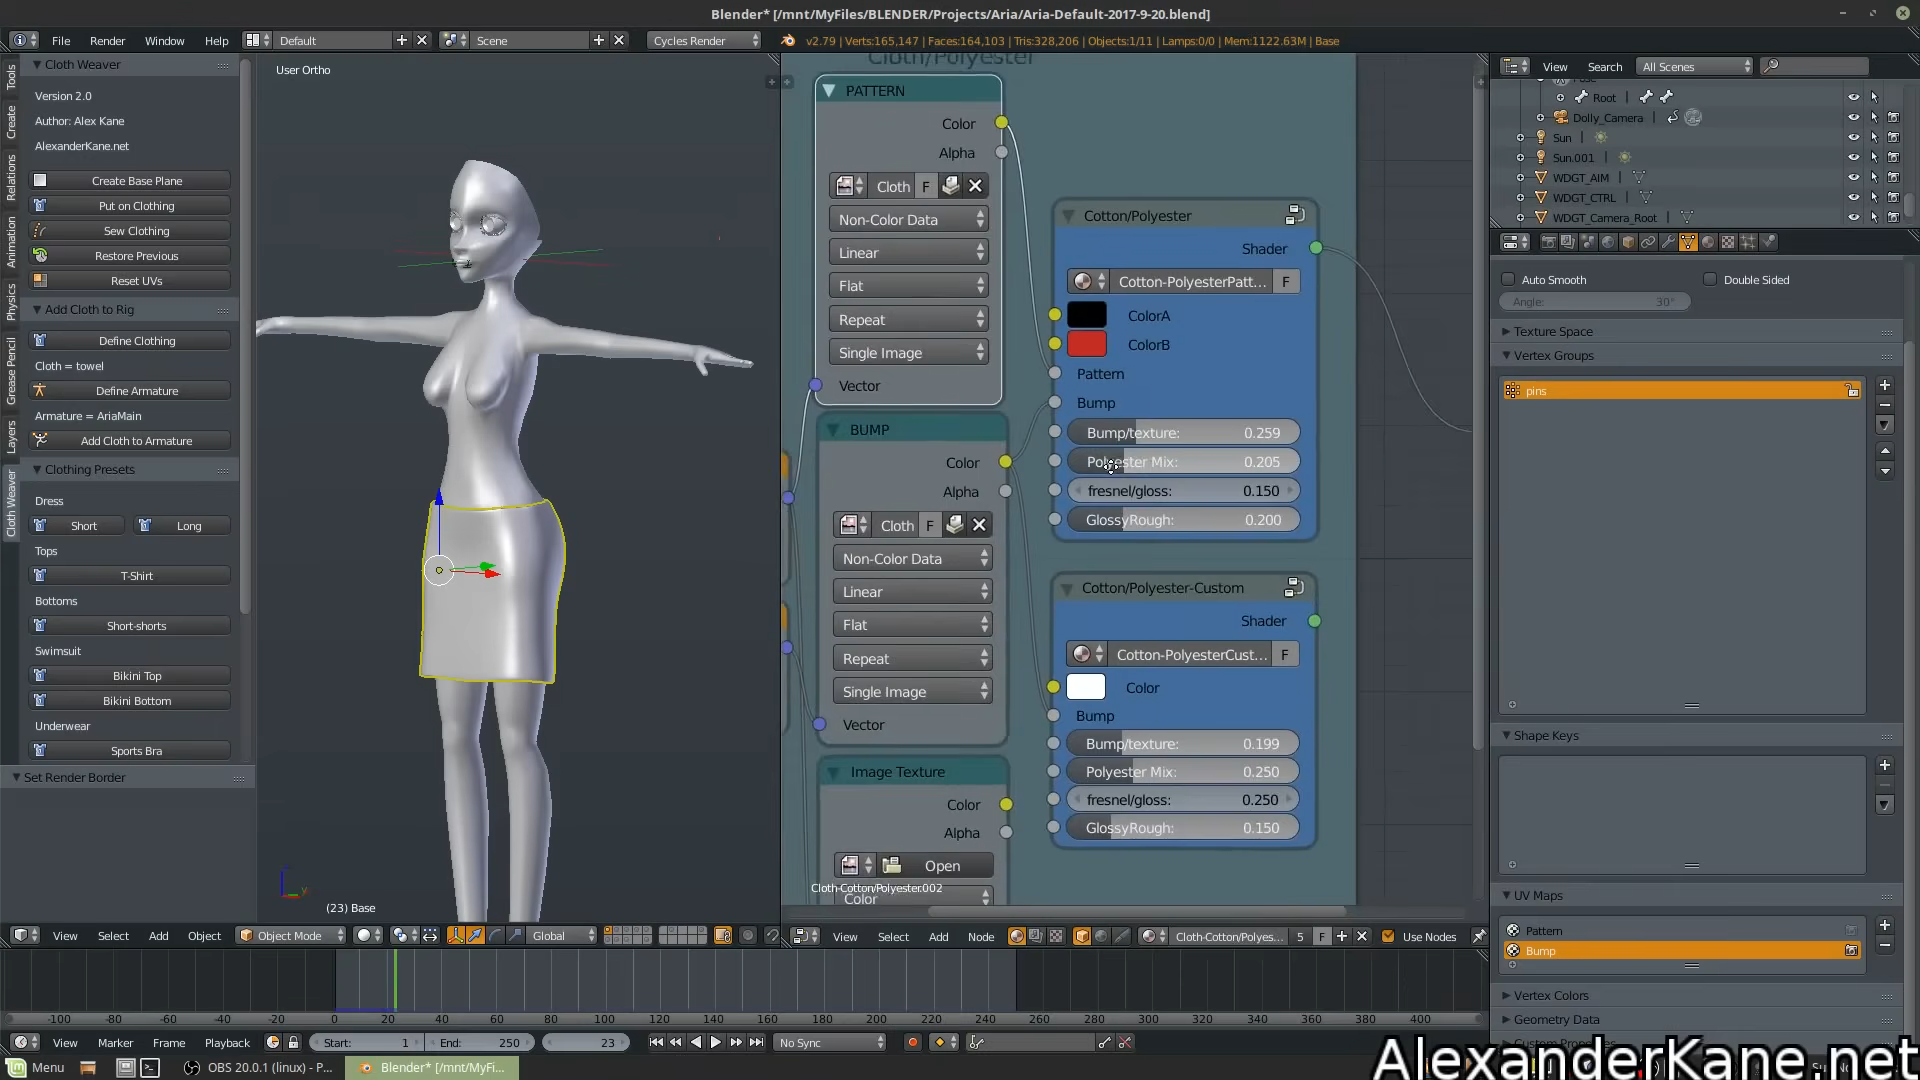 Blender* [/mnt/MyFiles/BLENDER/Projects/Aria/Aria-Default-2017-9-20.blend]
File Render Window Help Default Scene Cycles Render v2.79 | Verts:165,147 | Faces:164,103 | Tris:328,206 | Objects:1/11 | Lamps:0/0 | Mem:1122.63M | Base
Tools
Create
Relations
Animation
Physics
Grease Pencil
Layers
Cloth Weaver
Cloth Weaver
Version 2.0
Author: Alex Kane
AlexanderKane.net
Create Base Plane
Put on Clothing
Sew Clothing
Restore Previous
Reset UVs
Add Cloth to Rig
Define Clothing
Cloth = towel
Define Armature
Armature = AriaMain
Add Cloth to Armature
Clothing Presets
Dress
Short Long
Tops
T-Shirt
Bottoms
Short-shorts
Swimsuit
Bikini Top
Bikini Bottom
Underwear
Sports Bra
Set Render Border
User Ortho
(23) Base
View Select Add Object Object Mode Global
Cloth/Polyester
PATTERN
Color
Alpha
Cloth F
Non-Color Data
Linear
Flat
Repeat
Single Image
Vector
BUMP
Color
Alpha
Cloth F
Non-Color Data
Linear
Flat
Repeat
Single Image
Vector
Image Texture
Color
Alpha
Open
Cloth-Cotton/Polyester.002
Color
Cotton/Polyester
Shader
Cotton-PolyesterPatt... F
ColorA
ColorB
Pattern
Bump
Bump/texture: 0.259
Polyester Mix: 0.205
fresnel/gloss: 0.150
GlossyRough: 0.200
Cotton/Polyester-Custom
Shader
Cotton-PolyesterCust... F
Color
Bump
Bump/texture: 0.199
Polyester Mix: 0.250
fresnel/gloss: 0.250
GlossyRough: 0.150
View Select Add Node Cloth-Cotton/Polyes... 5 F Use Nodes
View Search All Scenes
Root
Dolly_Camera
Sun
Sun.001
WDGT_AIM
WDGT_CTRL
WDGT_Camera_Root
Auto Smooth Double Sided
Angle: 30°
Texture Space
Vertex Groups
pins
Shape Keys
UV Maps
Pattern
Bump
Vertex Colors
Geometry Data
-100 -80 -60 -40 -20 0 20 40 60 80 100 120 140 160 180 200 220 240 260 280 300 320 340 360 380 400
View Marker Frame Playback Start: 1 End: 250 23 No Sync
Menu OBS 20.0.1 (linux) - P... Blender* [/mnt/MyFi...
AlexanderKane.net